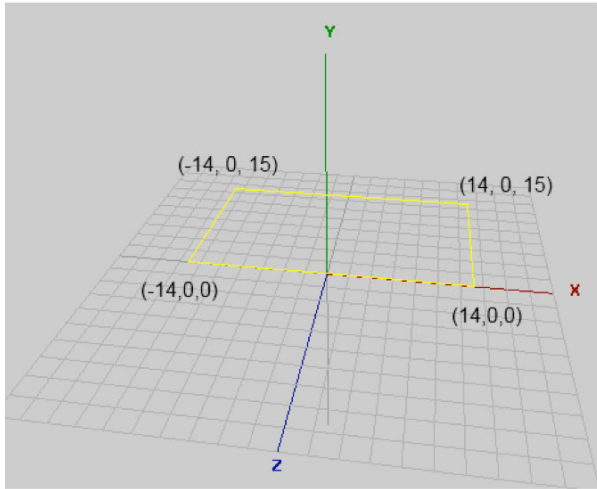 Y
(-14, 0, 15)
(14, 0, 15)
(-14,0,0)
X
(14,0,0)
Z